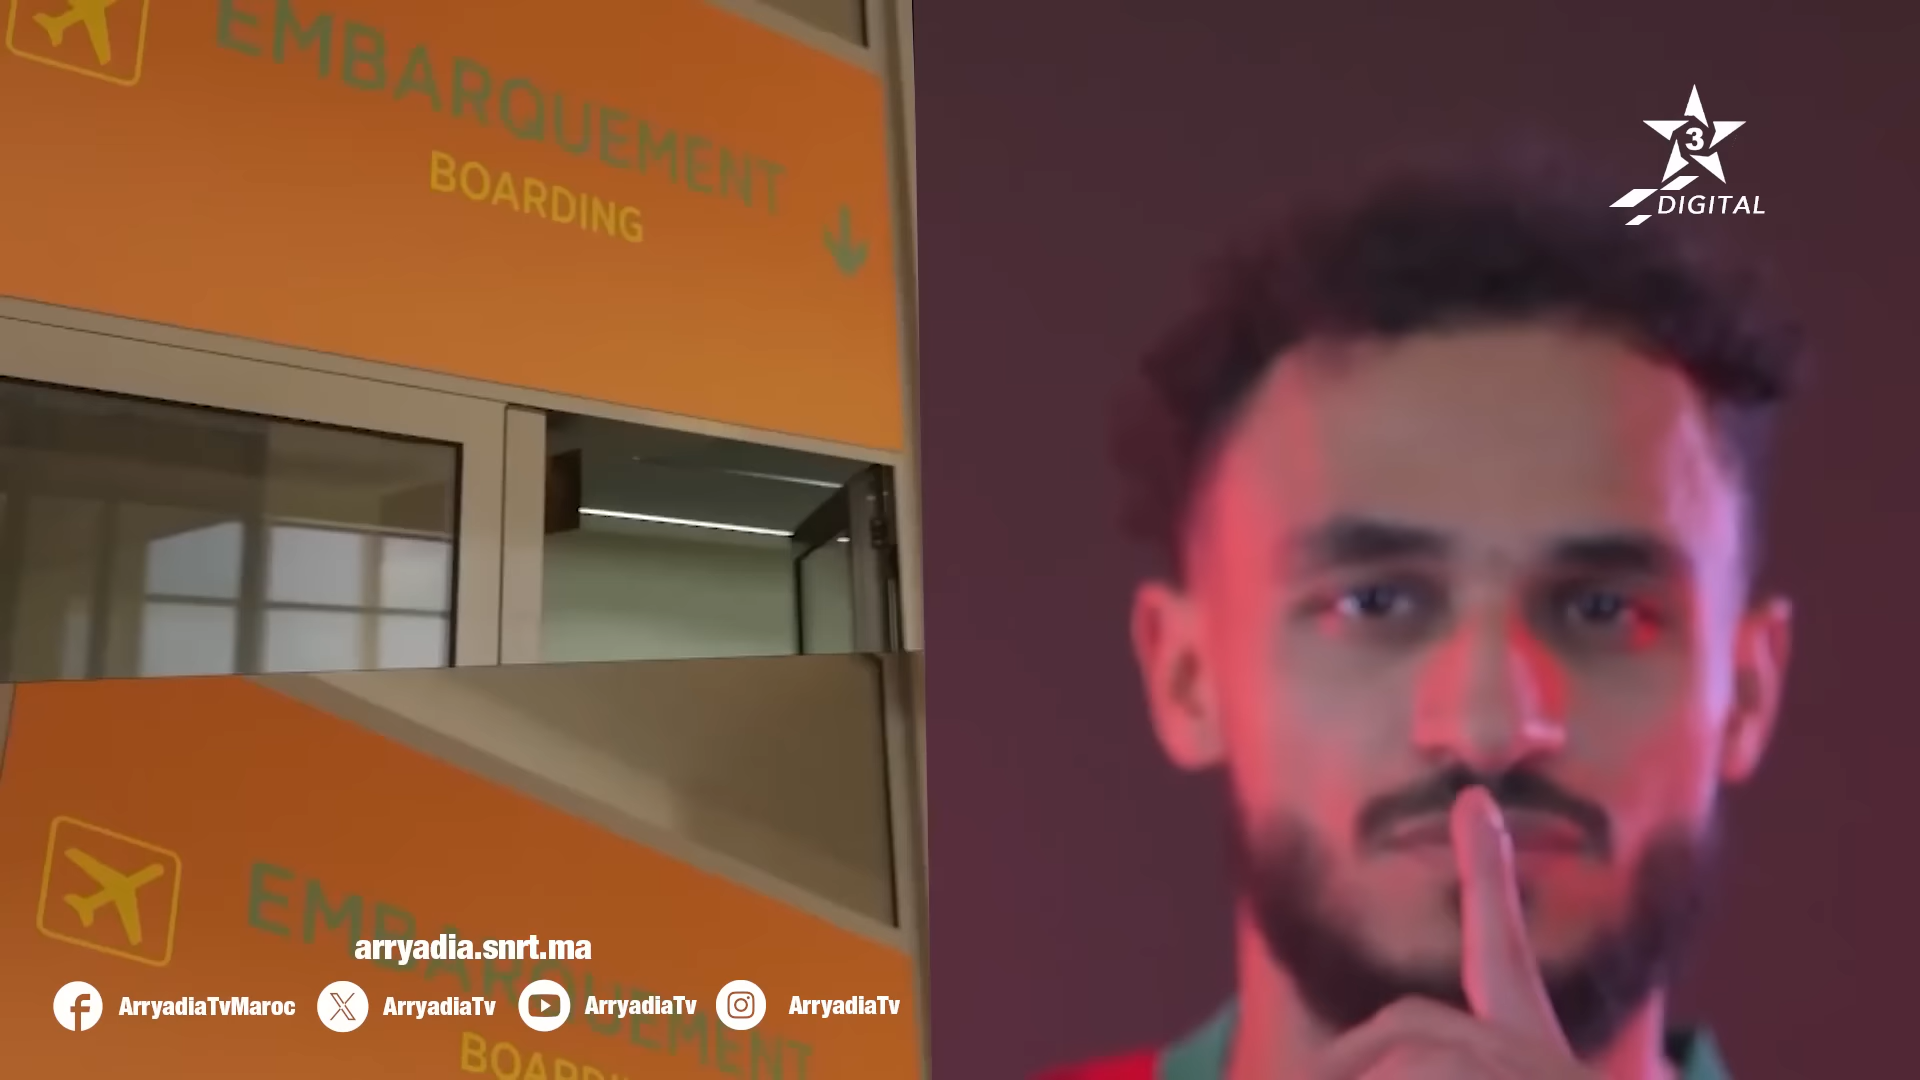 EMBARQUEMENT
BOARDING
3
DIGITAL
EMBARQUEMENT
BOARDING
arryadia.snrt.ma
ArryadiaTvMaroc
ArryadiaTv
ArryadiaTv
ArryadiaTv